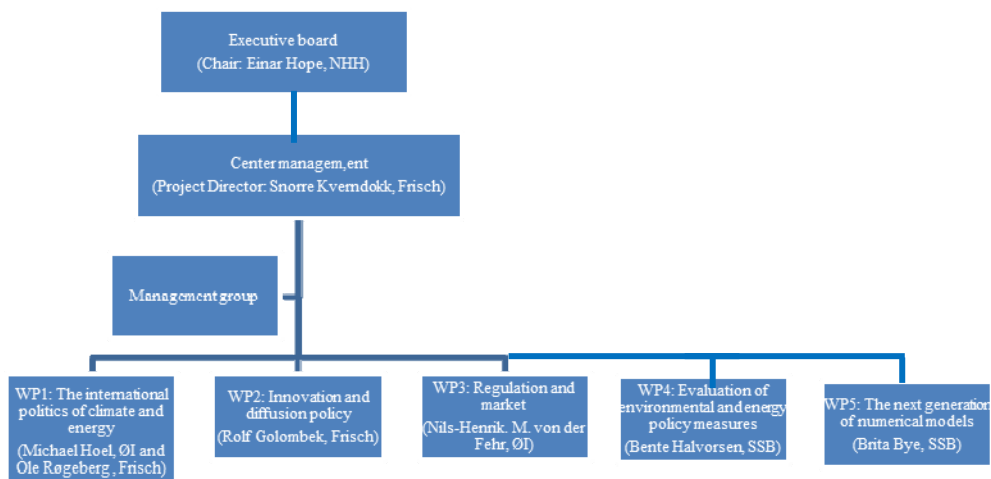 Executive board
(Chair: Einar Hope, NHH)
Center managem,ent
(Project Director: Snorre Kverndokk, Frisch)
Management group
WP1: The international
politics of climate and
energy
(Michael Hoel, ØI and
Ole Røgeberg , Frisch)
WP2: Innovation and
diffusion policy
(Rolf Golombek, Frisch)
WP3: Regulation and
market
(Nils-Henrik. M. von der
Fehr, ØI)
WP4: Evaluation of
environmental and energy
policy measures
(Bente Halvorsen, SSB)
WP5: The next generation
of numerical models
(Brita Bye, SSB)